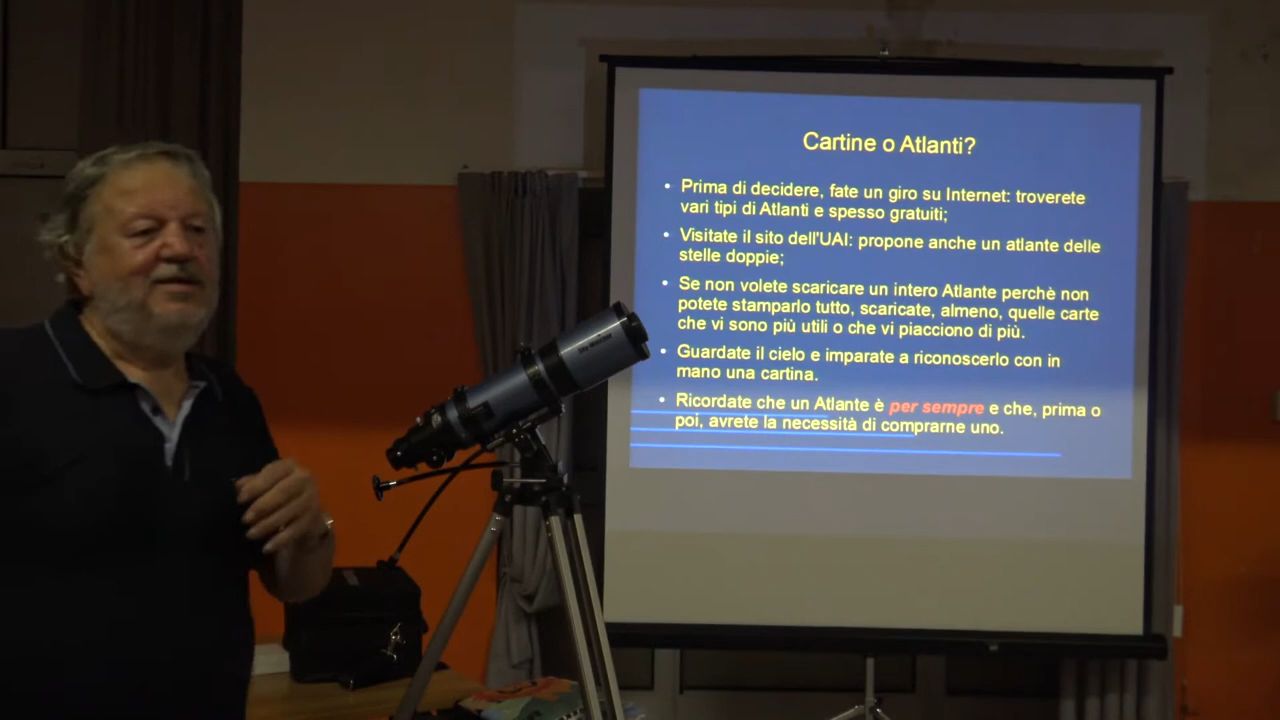 Cartine o Atlanti?
• Prima di decidere, fate un giro su Internet: troverete
vari tipi di Atlanti e spesso gratuiti;
• Visitate il sito dell'UAI: propone anche un atlante delle
stelle doppie;
• Se non volete scaricare un intero Atlante perchè non
potete stamparlo tutto, scaricate, almeno, quelle carte
che vi sono più utili o che vi piacciono di più.
• Guardate il cielo e imparate a riconoscerlo con in
mano una cartina.
• Ricordate che un Atlante è per sempre e che, prima o
poi, avrete la necessità di comprarne uno.
Sky-Watcher